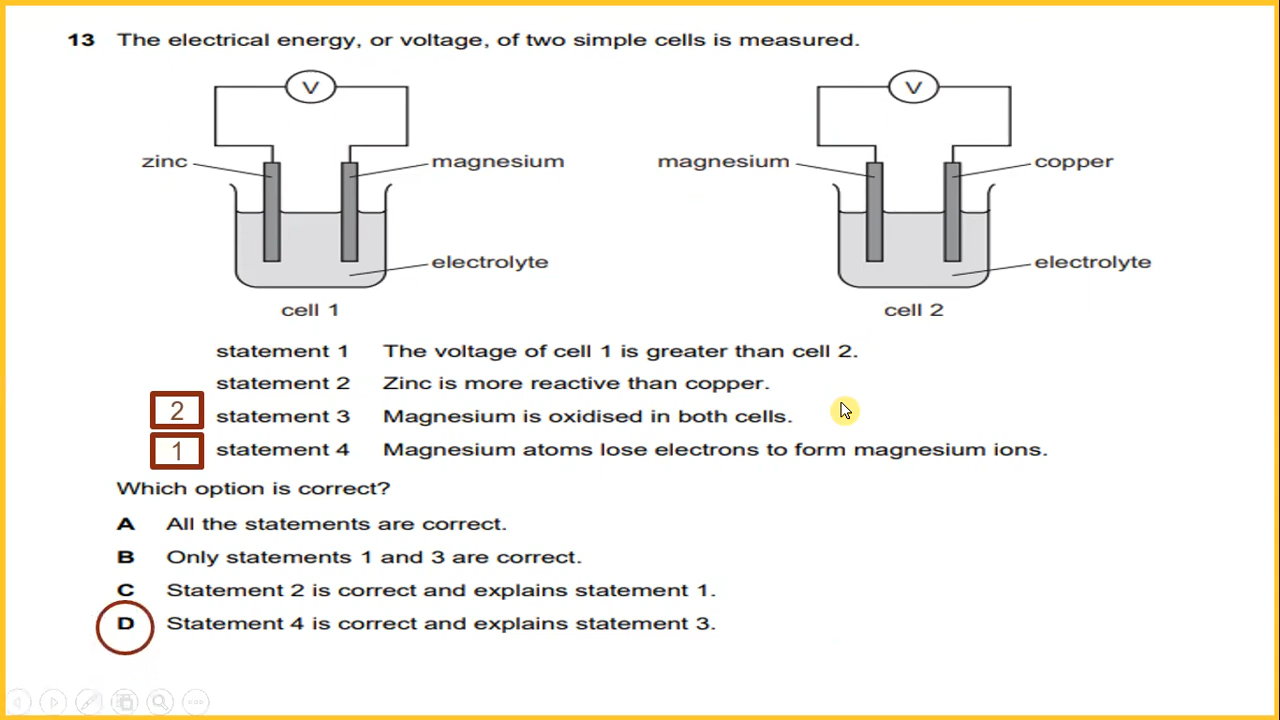 13 The electrical energy, or voltage, of two simple cells is measured.
V
V
zinc
magnesium
magnesium
copper
electrolyte
electrolyte
cell 1
cell 2
statement 1 The voltage of cell 1 is greater than cell 2.
statement 2 Zinc is more reactive than copper.
2 statement 3 Magnesium is oxidised in both cells.
1 statement 4 Magnesium atoms lose electrons to form magnesium ions.
Which option is correct?
A All the statements are correct.
B Only statements 1 and 3 are correct.
C Statement 2 is correct and explains statement 1.
D Statement 4 is correct and explains statement 3.